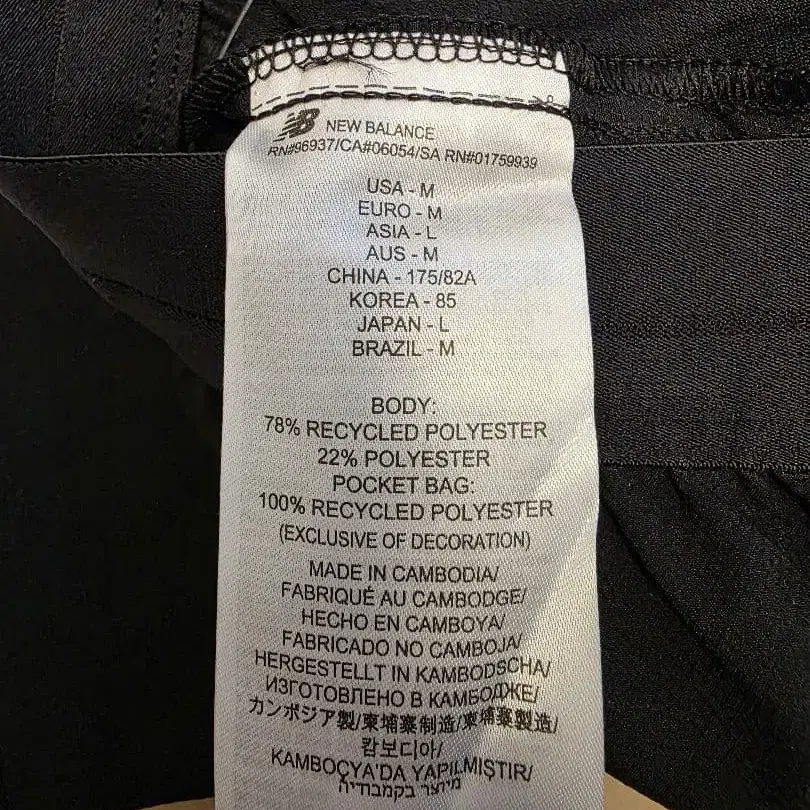 NB NEW BALANCE
RN#96937/CA#06054/SA RN#01759939
USA - M
EURO - M
ASIA - L
AUS - M
CHINA - 175/82A
KOREA - 85
JAPAN - L
BRAZIL - M
BODY:
78% RECYCLED POLYESTER
22% POLYESTER
POCKET BAG:
100% RECYCLED POLYESTER
(EXCLUSIVE OF DECORATION)
MADE IN CAMBODIA/
FABRIQUÉ AU CAMBODGE/
HECHO EN CAMBOYA/
FABRICADO NO CAMBOJA/
HERGESTELLT IN KAMBODSCHA/
ИЗГОТОВЛЕНО В КАМБОДЖЕ/
カンボジア製/柬埔寨制造/柬埔寨製造/
캄보디아/
KAMBOÇYA'DA YAPILMIŞTIR/
מיוצר בקמבודיה